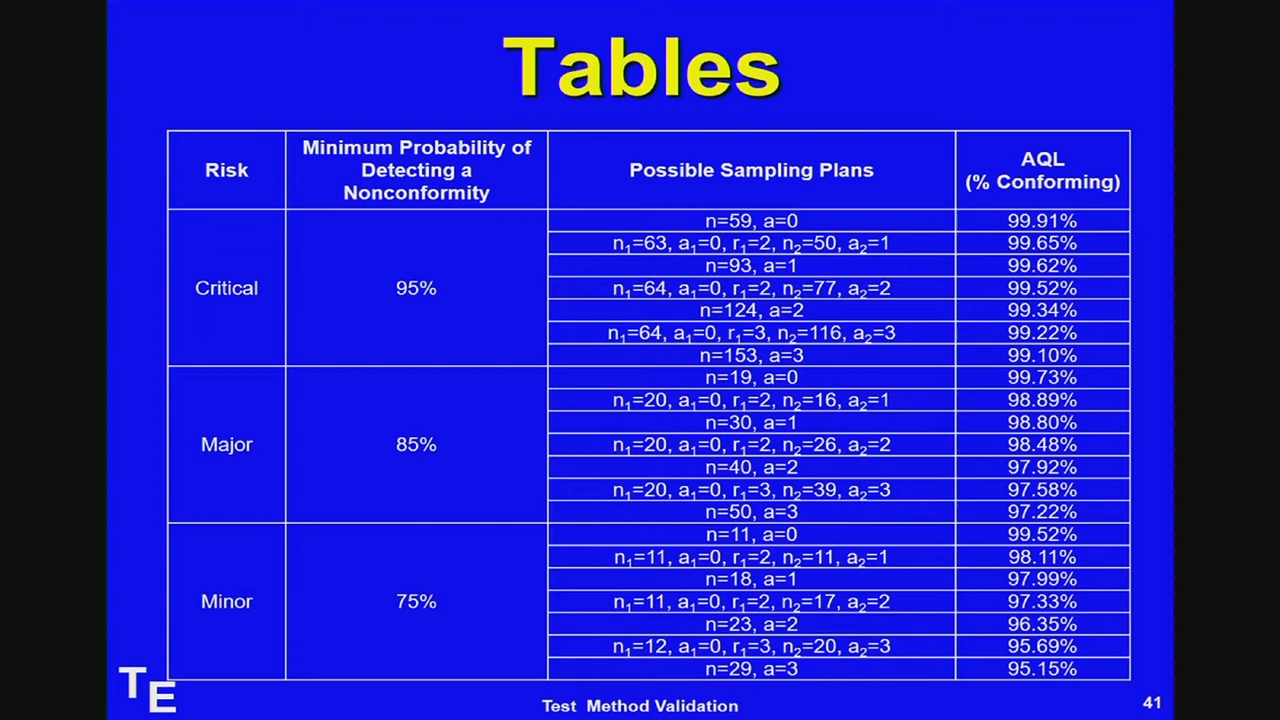 Tables
Risk
Minimum Probability of
Detecting a
Nonconformity
Possible Sampling Plans
AQL
(% Conforming)
Critical
95%
n=59, a=0 99.91%
n₁=63, a₁=0, r₁=2, n₂=50, a₂=1 99.65%
n=93, a=1 99.62%
n₁=64, a₁=0, r₁=2, n₂=77, a₂=2 99.52%
n=124, a=2 99.34%
n₁=64, a₁=0, r₁=3, n₂=116, a₂=3 99.22%
n=153, a=3 99.10%
Major
85%
n=19, a=0 99.73%
n₁=20, a₁=0, r₁=2, n₂=16, a₂=1 98.89%
n=30, a=1 98.80%
n₁=20, a₁=0, r₁=2, n₂=26, a₂=2 98.48%
n=40, a=2 97.92%
n₁=20, a₁=0, r₁=3, n₂=39, a₂=3 97.58%
n=50, a=3 97.22%
Minor
75%
n=11, a=0 99.52%
n₁=11, a₁=0, r₁=2, n₂=11, a₂=1 98.11%
n=18, a=1 97.99%
n₁=11, a₁=0, r₁=2, n₂=17, a₂=2 97.33%
n=23, a=2 96.35%
n₁=12, a₁=0, r₁=3, n₂=20, a₂=3 95.69%
n=29, a=3 95.15%
TE
Test Method Validation
41